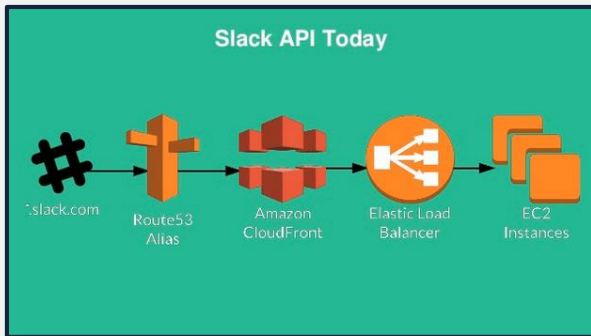 Slack API Today
*.slack.com
Route53
Alias
Amazon
CloudFront
Elastic Load
Balancer
EC2
Instances